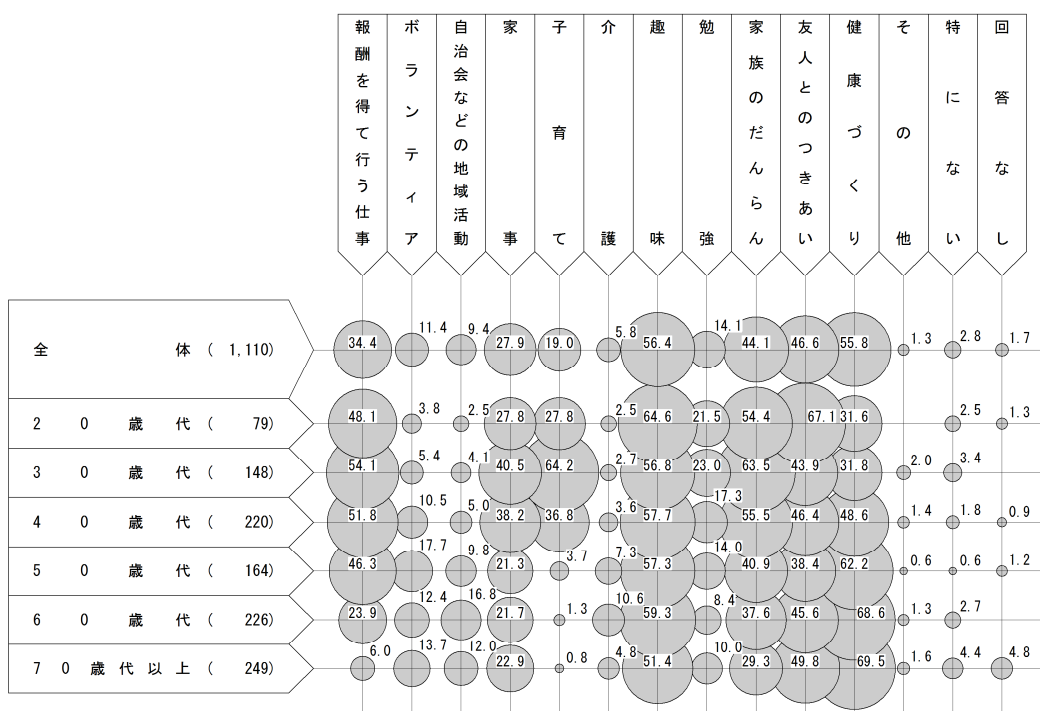 報酬を得て行う仕事
ボランティア
自治会などの地域活動
家事
子育て
介護
趣味
勉強
家族のだんらん
友人とのつきあい
健康づくり
その他
特にない
回答なし
全体 ( 1,110) 34.4 11.4 9.4 27.9 19.0 5.8 56.4 14.1 44.1 46.6 55.8 1.3 2.8 1.7
20歳代 ( 79) 48.1 3.8 2.5 27.8 27.8 2.5 64.6 21.5 54.4 67.1 31.6 2.5 1.3
30歳代 ( 148) 54.1 5.4 4.1 40.5 64.2 2.7 56.8 23.0 63.5 43.9 31.8 2.0 3.4
40歳代 ( 220) 51.8 10.5 5.0 38.2 36.8 3.6 57.7 17.3 55.5 46.4 48.6 1.4 1.8 0.9
50歳代 ( 164) 46.3 17.7 9.8 21.3 3.7 7.3 57.3 14.0 40.9 38.4 62.2 0.6 0.6 1.2
60歳代 ( 226) 23.9 12.4 16.8 21.7 1.3 10.6 59.3 8.4 37.6 45.6 68.6 1.3 2.7
70歳代以上 ( 249) 6.0 13.7 12.0 22.9 0.8 4.8 51.4 10.0 29.3 49.8 69.5 1.6 4.4 4.8